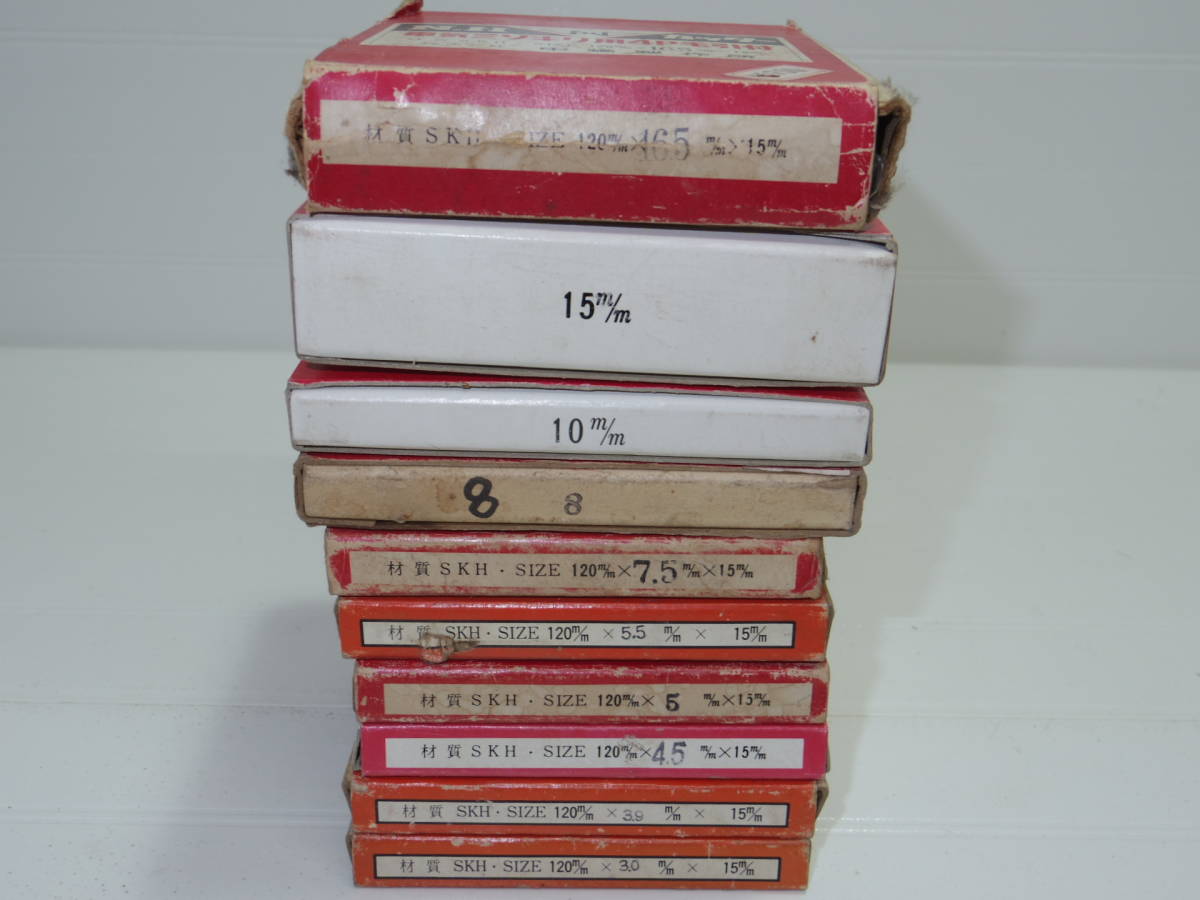 材質 SKH · SIZE 120m/m × 16.5 m/m × 15m/m
15m/m
10m/m
8 8
材質 SKH · SIZE 120m/m × 7.5 m/m × 15m/m
材質 SKH · SIZE 120m/m × 5.5 m/m × 15m/m
材質 SKH · SIZE 120m/m × 5 m/m × 15m/m
材質 SKH · SIZE 120m/m × 4.5 m/m × 15m/m
材質 SKH · SIZE 120m/m × 3.9 m/m × 15m/m
材質 SKH · SIZE 120m/m × 3.0 m/m × 15m/m